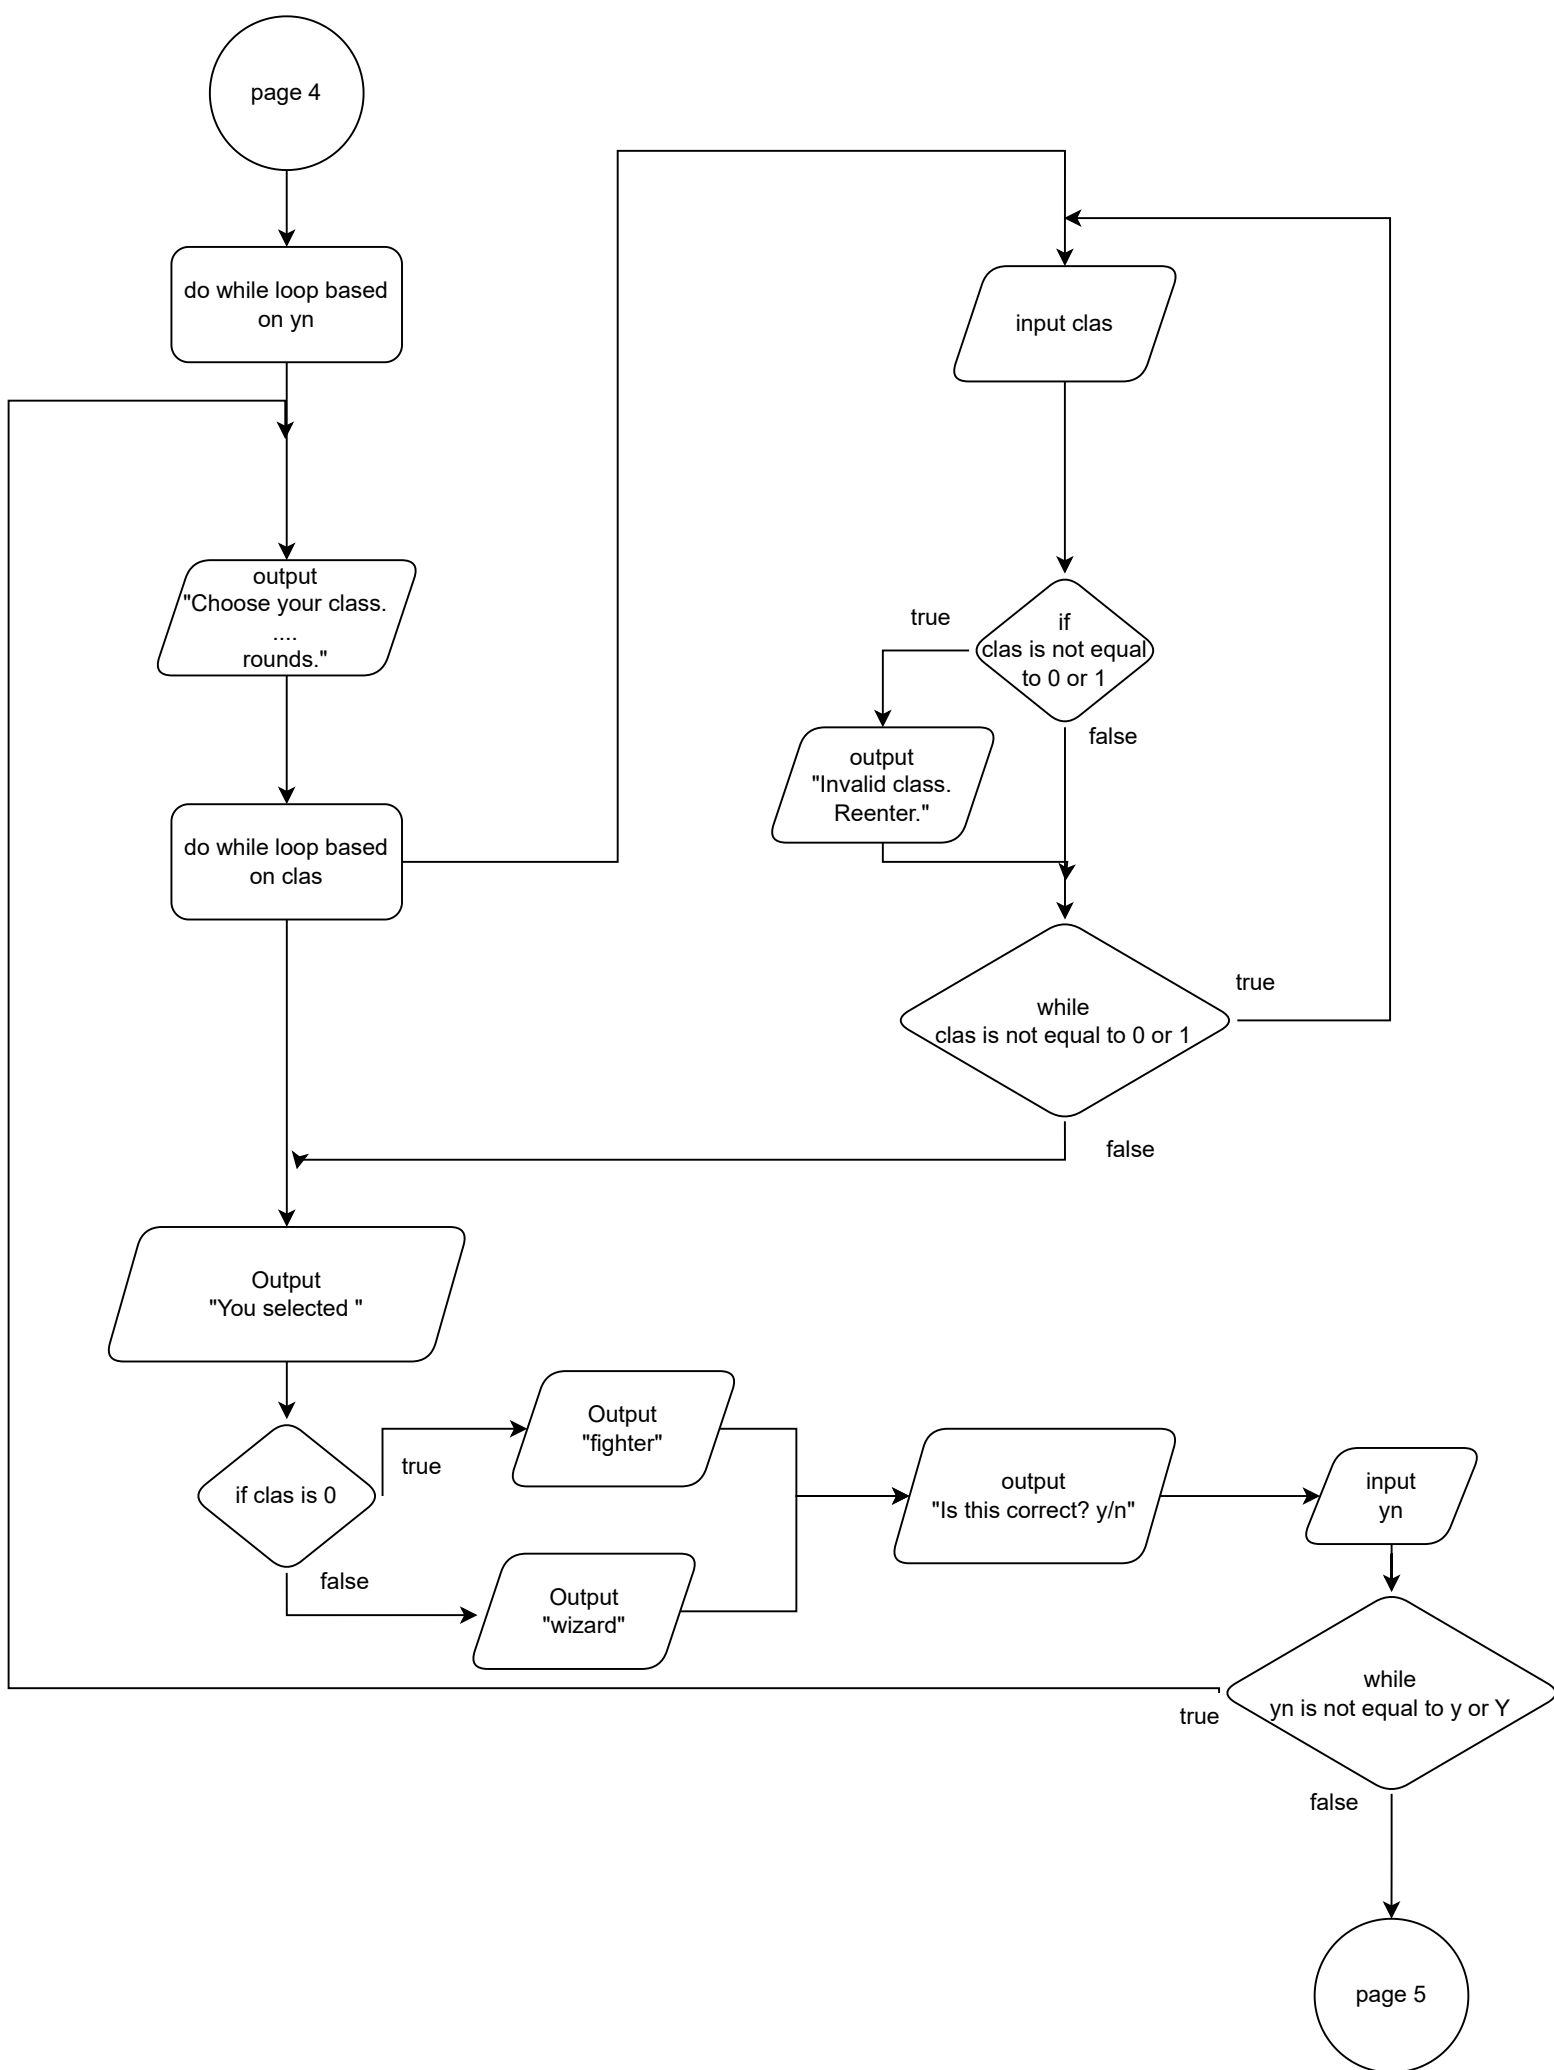 page 4
do while loop based
on yn
output
"Choose your class.
....
rounds."
do while loop based
on clas
input clas
if
clas is not equal
to 0 or 1
true
false
output
"Invalid class.
Reenter."
while
clas is not equal to 0 or 1
true
false
Output
"You selected "
if clas is 0
true
false
Output
"fighter"
Output
"wizard"
output
"Is this correct? y/n"
input
yn
while
yn is not equal to y or Y
true
false
page 5